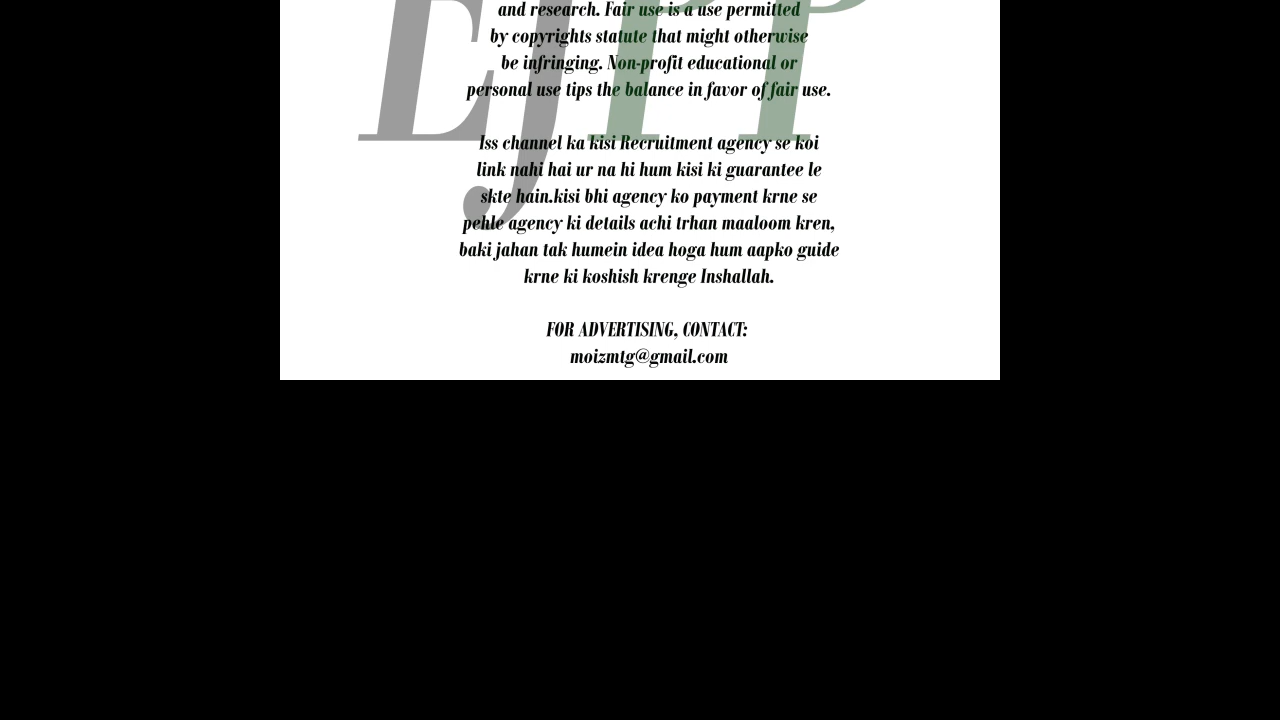 EJPP
and research. Fair use is a use permitted
by copyrights statute that might otherwise
be infringing. Non-profit educational or
personal use tips the balance in favor of fair use.
Iss channel ka kisi Recruitment agency se koi
link nahi hai ur na hi hum kisi ki guarantee le
skte hain.kisi bhi agency ko payment krne se
pehle agency ki details achi trhan maaloom kren,
baki jahan tak humein idea hoga hum aapko guide
krne ki koshish krenge Inshallah.
FOR ADVERTISING, CONTACT:
moizmtg@gmail.com